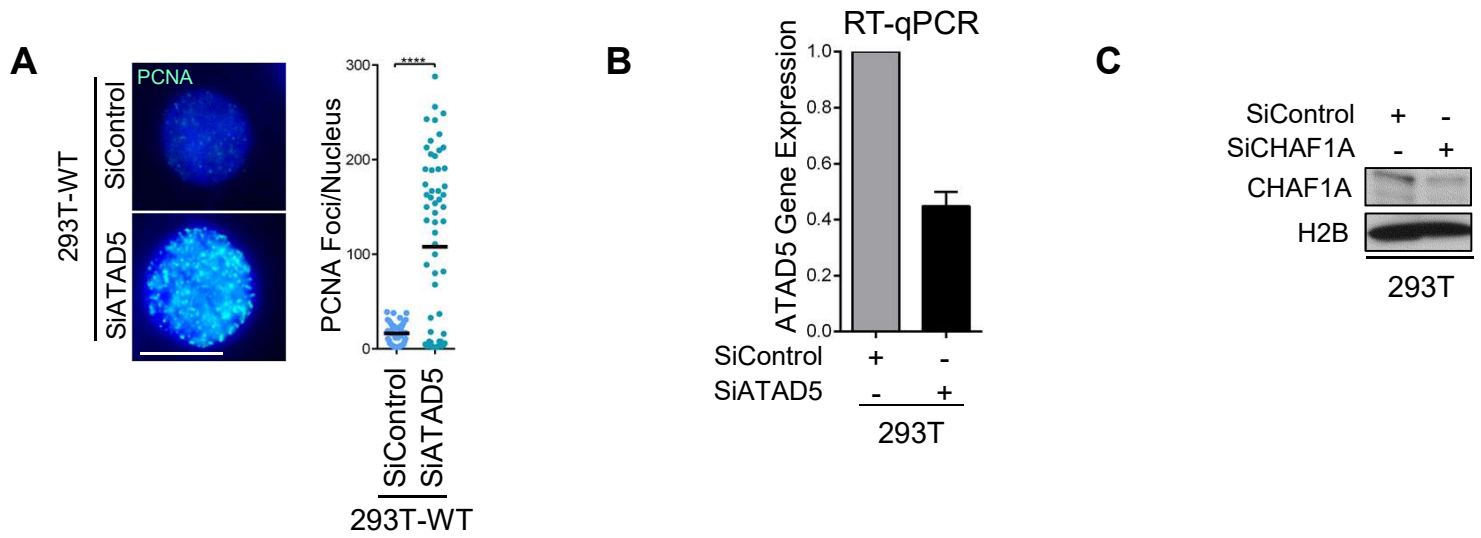 A
293T-WT
SiControl
SiATAD5
PCNA
PCNA Foci/Nucleus
300
200
100
0
****
SiControl
SiATAD5
293T-WT
B
RT-qPCR
ATAD5 Gene Expression
1.0
0.8
0.6
0.4
0.2
0.0
SiControl + -
SiATAD5 - +
293T
C
SiControl + -
SiCHAF1A - +
CHAF1A
H2B
293T